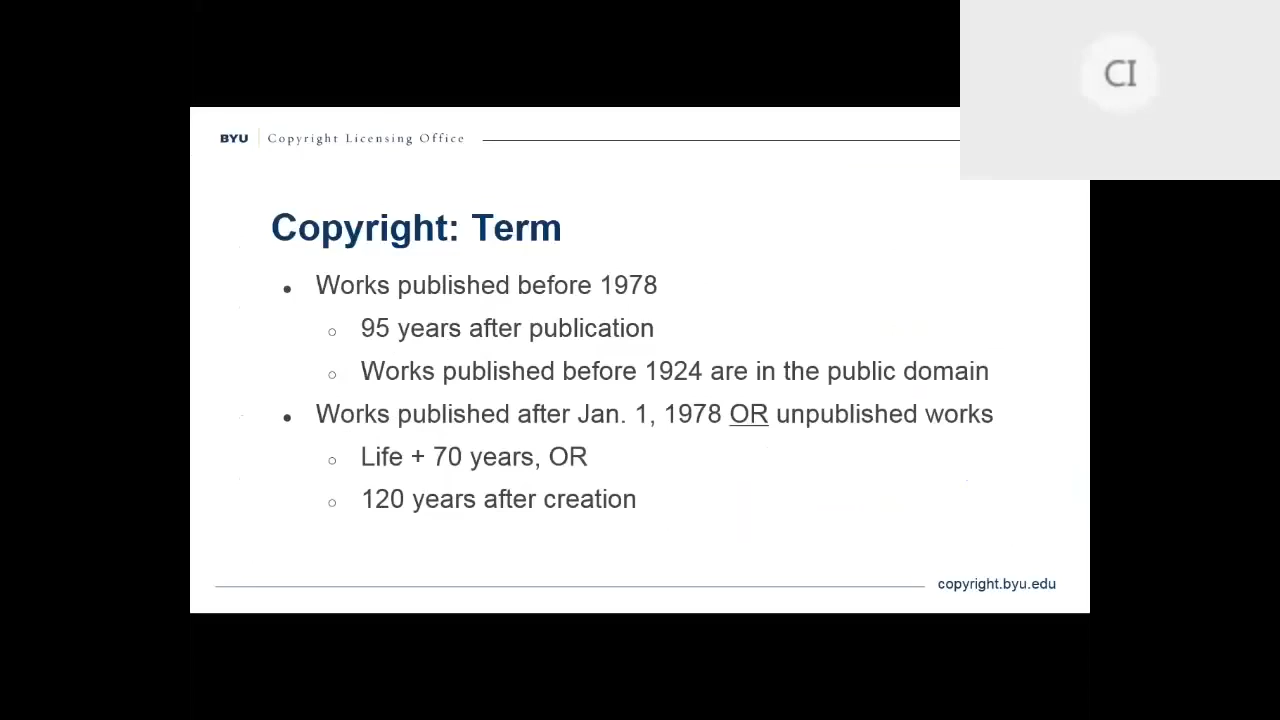 CI
BYU | Copyright Licensing Office
Copyright: Term
• Works published before 1978
○ 95 years after publication
○ Works published before 1924 are in the public domain
• Works published after Jan. 1, 1978 OR unpublished works
○ Life + 70 years, OR
○ 120 years after creation
copyright.byu.edu